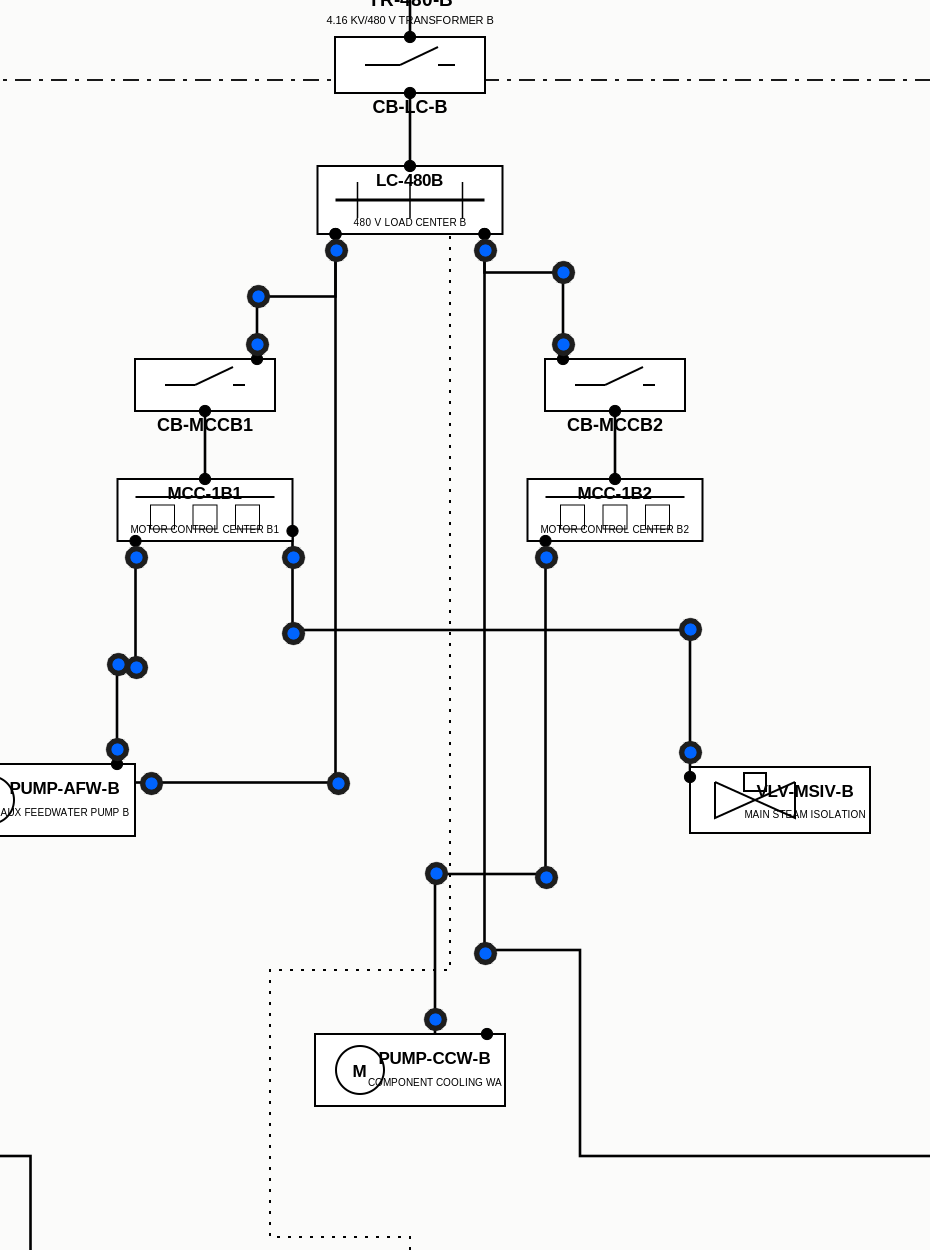 TR-480-B
4.16 KV/480 V TRANSFORMER B
CB-LC-B
LC-480B
480 V LOAD CENTER B
CB-MCCB1
CB-MCCB2
MCC-1B1
MOTOR CONTROL CENTER B1
MCC-1B2
MOTOR CONTROL CENTER B2
PUMP-AFW-B
AUX FEEDWATER PUMP B
VLV-MSIV-B
MAIN STEAM ISOLATION
M
PUMP-CCW-B
COMPONENT COOLING WA